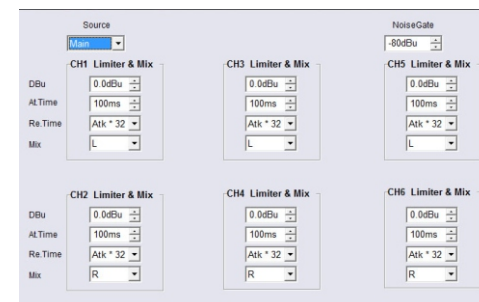 Source NoiseGate
Main -80dBu
CH1 Limiter & Mix CH3 Limiter & Mix CH5 Limiter & Mix
DBu 0.0dBu 0.0dBu 0.0dBu
At.Time 100ms 100ms 100ms
Re.Time Atk * 32 Atk * 32 Atk * 32
Mix L L L
CH2 Limiter & Mix CH4 Limiter & Mix CH6 Limiter & Mix
DBu 0.0dBu 0.0dBu 0.0dBu
At.Time 100ms 100ms 100ms
Re.Time Atk * 32 Atk * 32 Atk * 32
Mix R R R